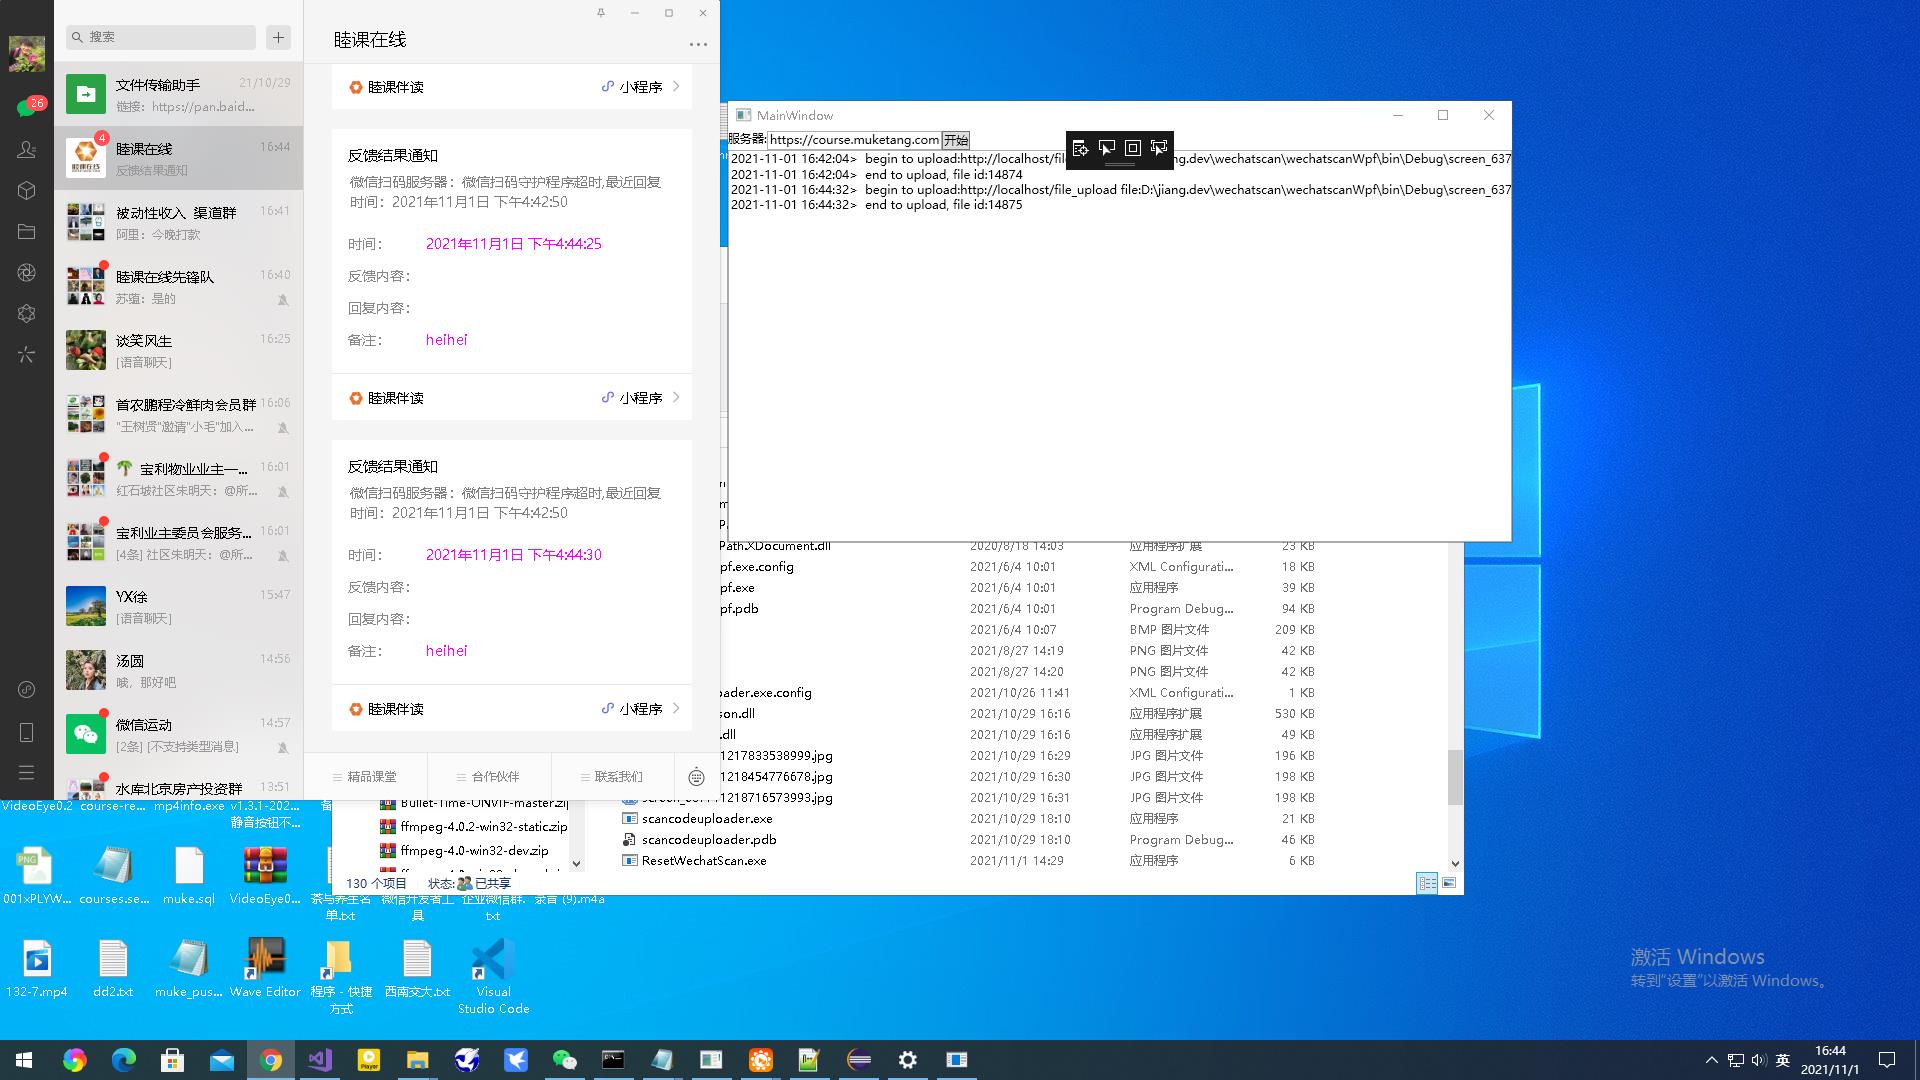 搜索
文件传输助手
21/10/29
链接：https://pan.baid...
26
4
睦课在线
16:44
反馈结果通知
被动性收入 渠道群
16:41
阿里：今晚打款
睦课在线先锋队
16:40
苏蕴：是的
谈笑风生
16:25
[语音聊天]
首农鹏程冷鲜肉会员群
16:06
"王树贤"邀请"小毛"加入...
宝利物业业主一...
16:01
红石坡社区朱明天：@所...
宝利业主委员会服务...
16:01
[4条] 社区朱明天：@所...
YX徐
15:47
[语音聊天]
汤圆
14:56
哦，那好吧
微信运动
14:57
[2条] [不支持类型消息]
水库北京房产投资群
13:51
睦课在线
睦课伴读
小程序
反馈结果通知
微信扫码服务器：微信扫码守护程序超时,最近回复
时间：2021年11月1日 下午4:42:50
时间：
2021年11月1日 下午4:44:25
反馈内容：
回复内容：
备注：
heihei
睦课伴读
小程序
反馈结果通知
微信扫码服务器：微信扫码守护程序超时,最近回复
时间：2021年11月1日 下午4:42:50
时间：
2021年11月1日 下午4:44:30
反馈内容：
回复内容：
备注：
heihei
睦课伴读
小程序
精品课堂
合作伙伴
联系我们
MainWindow
服务器:
https://course.muketang.com
开始
2021-11-01 16:42:04> begin to upload:http://localhost/fil
ang.dev\wechatscan\wechatscanWpf\bin\Debug\screen_637
2021-11-01 16:42:04> end to upload, file id:14874
2021-11-01 16:44:32> begin to upload:http://localhost/file_upload file:D:\jiang.dev\wechatscan\wechatscanWpf\bin\Debug\screen_637
2021-11-01 16:44:32> end to upload, file id:14875
Path.XDocument.dll 2020/8/18 14:03 应用程序扩展 23 KB
pf.exe.config 2021/6/4 10:01 XML Configurati... 18 KB
pf.exe 2021/6/4 10:01 应用程序 39 KB
pf.pdb 2021/6/4 10:01 Program Debug... 94 KB
2021/6/4 10:07 BMP 图片文件 209 KB
2021/8/27 14:19 PNG 图片文件 42 KB
2021/8/27 14:20 PNG 图片文件 42 KB
ader.exe.config 2021/10/26 11:41 XML Configurati... 1 KB
son.dll 2021/10/29 16:16 应用程序扩展 530 KB
.dll 2021/10/29 16:16 应用程序扩展 49 KB
1217833538999.jpg 2021/10/29 16:29 JPG 图片文件 196 KB
1218454776678.jpg 2021/10/29 16:30 JPG 图片文件 198 KB
1218716573993.jpg 2021/10/29 16:31 JPG 图片文件 198 KB
scancodeuploader.exe 2021/10/29 18:10 应用程序 21 KB
scancodeuploader.pdb 2021/10/29 18:10 Program Debug... 46 KB
ResetWechatScan.exe 2021/11/1 14:29 应用程序 6 KB
Bullet-Time-ONVIF-master.zip
ffmpeg-4.0.2-win32-static.zip
ffmpeg-4.0-win32-dev.zip
130 个项目
状态:
已共享
VideoEye0.2
course-re...
mp4info.exe
v1.3.1-202...
静音按钮不...
PNG
001xPLYW...
courses.se...
muke.sql
VideoEye0...
茶与养生名
单.txt
微信开发者工
具
企业微信群.
txt
录音 (9).m4a
132-7.mp4
dd2.txt
muke_pus...
Wave Editor
程序 - 快捷
方式
西南交大.txt
Visual
Studio Code
激活 Windows
转到"设置"以激活 Windows。
Player
英
16:44
2021/11/1